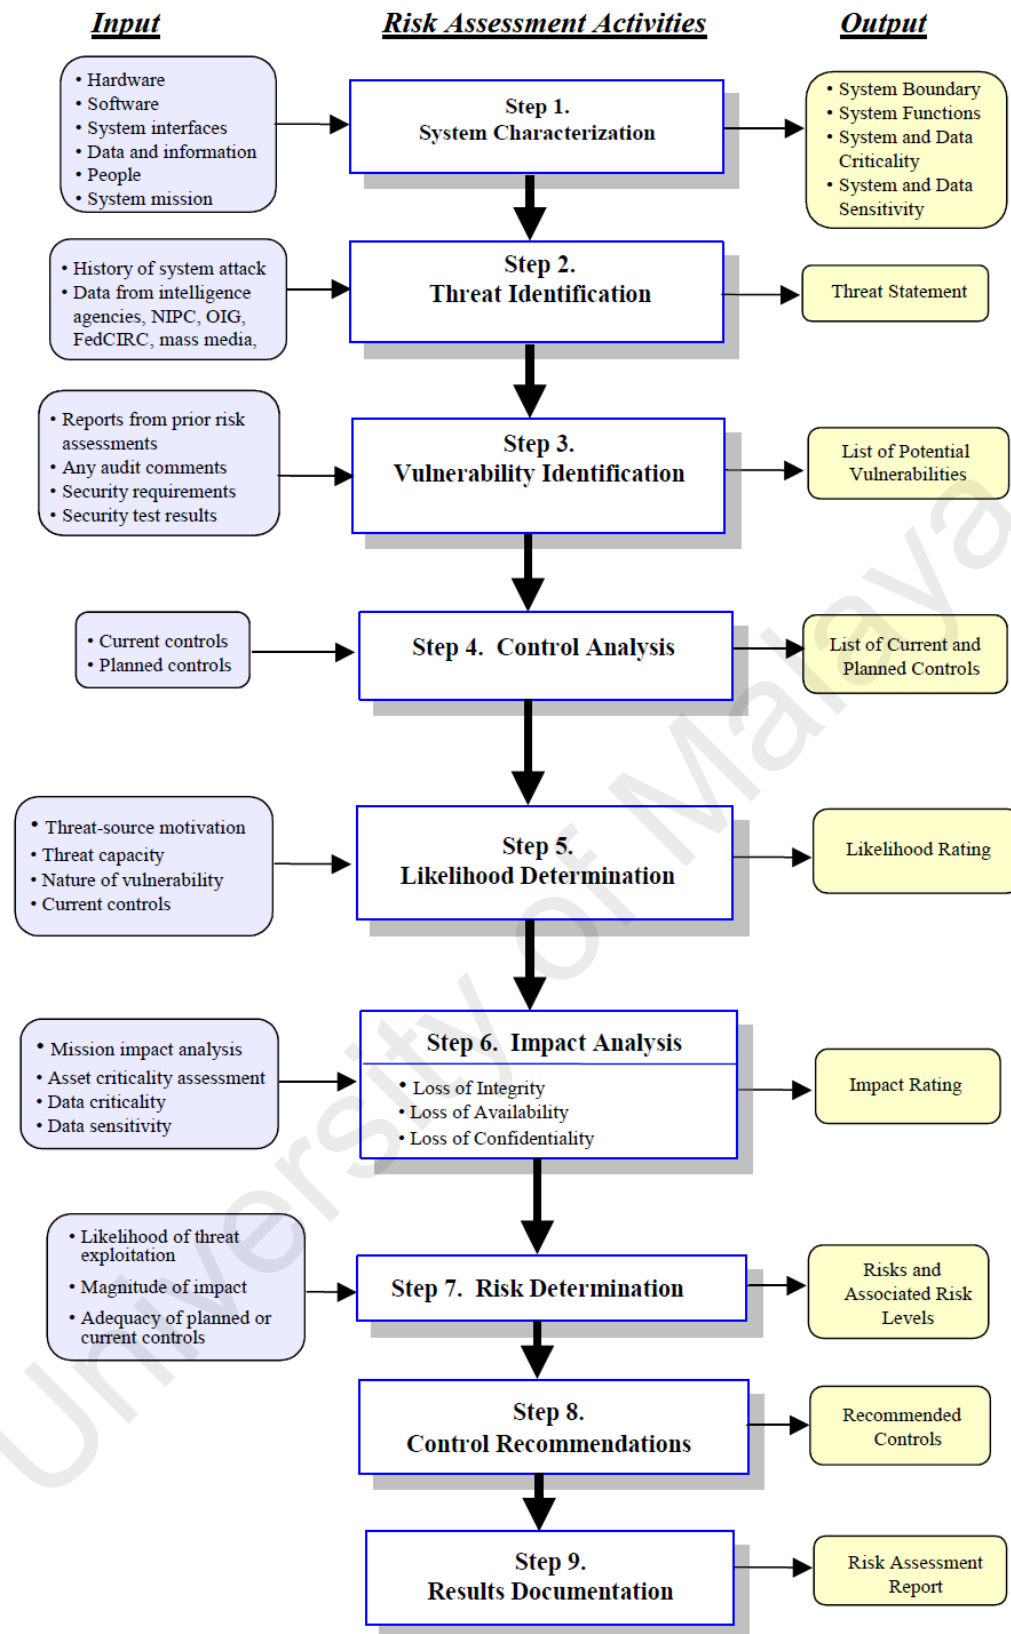 Input
Risk Assessment Activities
Output
• Hardware
• Software
• System interfaces
• Data and information
• People
• System mission
Step 1.
System Characterization
• System Boundary
• System Functions
• System and Data
Criticality
• System and Data
Sensitivity
• History of system attack
• Data from intelligence
agencies, NIPC, OIG,
FedCIRC, mass media,
Step 2.
Threat Identification
Threat Statement
• Reports from prior risk
assessments
• Any audit comments
• Security requirements
• Security test results
Step 3.
Vulnerability Identification
List of Potential
Vulnerabilities
• Current controls
• Planned controls
Step 4. Control Analysis
List of Current and
Planned Controls
• Threat-source motivation
• Threat capacity
• Nature of vulnerability
• Current controls
Step 5.
Likelihood Determination
Likelihood Rating
• Mission impact analysis
• Asset criticality assessment
• Data criticality
• Data sensitivity
Step 6. Impact Analysis
• Loss of Integrity
• Loss of Availability
• Loss of Confidentiality
Impact Rating
• Likelihood of threat
exploitation
• Magnitude of impact
• Adequacy of planned or
current controls
Step 7. Risk Determination
Risks and
Associated Risk
Levels
Step 8.
Control Recommendations
Recommended
Controls
Step 9.
Results Documentation
Risk Assessment
Report
University of Malaya